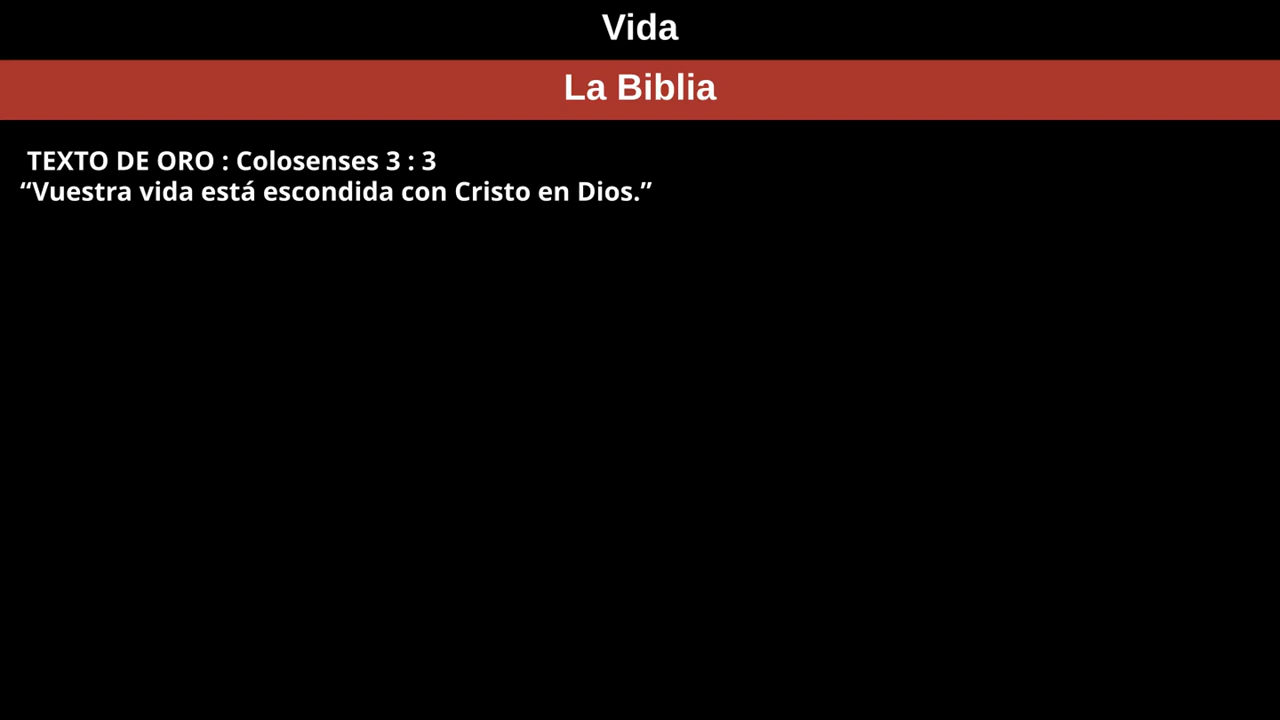 Vida
La Biblia
TEXTO DE ORO : Colosenses 3 : 3
“Vuestra vida está escondida con Cristo en Dios.”